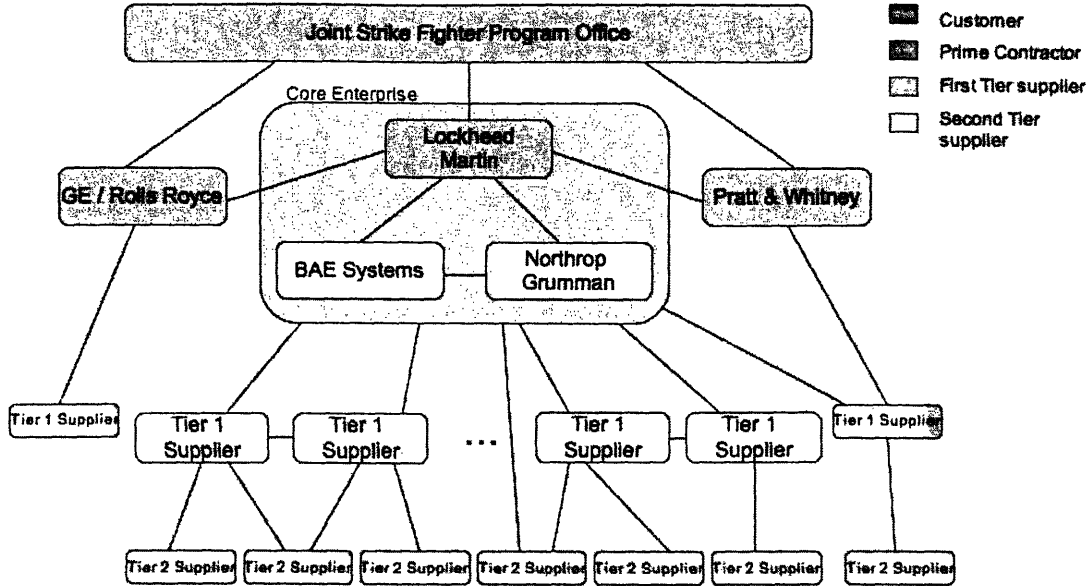 Joint Strike Fighter Program Office
Customer
Prime Contractor
First Tier supplier
Second Tier
supplier
Core Enterprise
Lockheed
Martin
GE / Rolls Royce
Pratt & Whitney
BAE Systems
Northrop
Grumman
Tier 1 Supplier
Tier 1
Supplier
Tier 1
Supplier
...
Tier 1
Supplier
Tier 1
Supplier
Tier 1 Supplier
Tier 2 Supplier
Tier 2 Supplier
Tier 2 Supplier
Tier 2 Supplier
Tier 2 Supplier
Tier 2 Supplier
Tier 2 Supplier